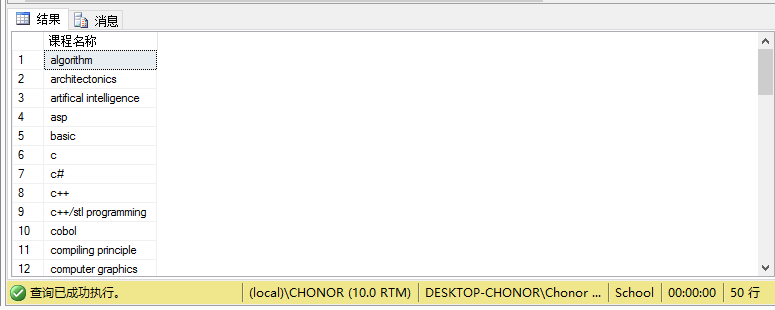 结果 消息
课程名称
1 algorithm
2 architectonics
3 artifical intelligence
4 asp
5 basic
6 c
7 c#
8 c++
9 c++/stl programming
10 cobol
11 compiling principle
12 computer graphics
查询已成功执行。 (local)\CHONOR (10.0 RTM) DESKTOP-CHONOR\Chonor ... School 00:00:00 50 行